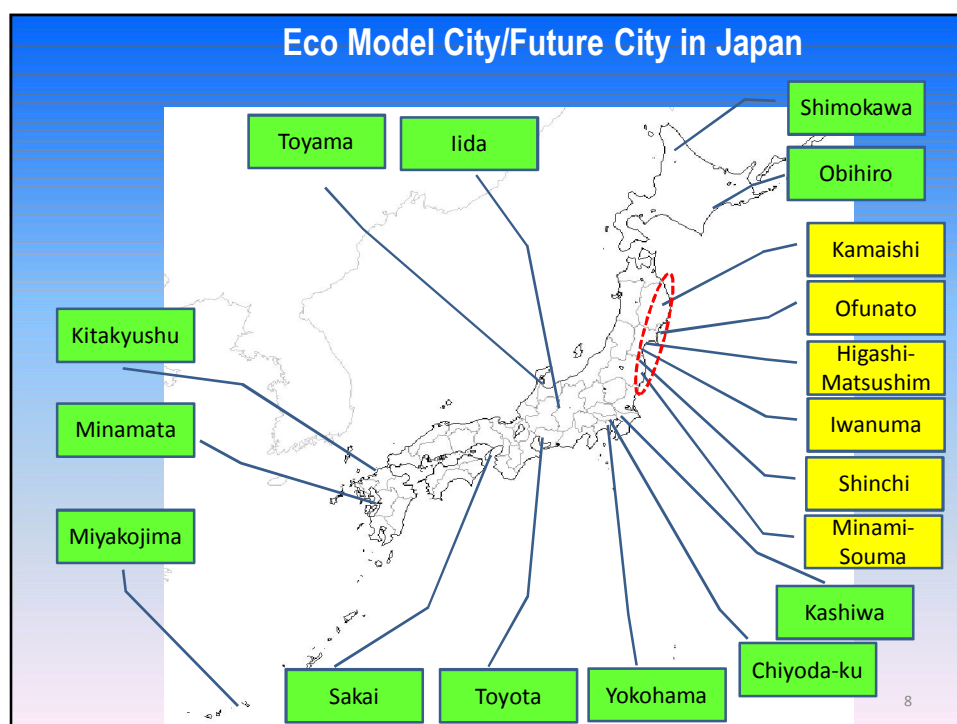 Eco Model City/Future City in Japan
Shimokawa
Toyama
Iida
Obihiro
Kamaishi
Ofunato
Kitakyushu
Higashi-
Matsushim
Iwanuma
Minamata
Shinchi
Miyakojima
Minami-
Souma
Kashiwa
Chiyoda-ku
Sakai
Toyota
Yokohama
8